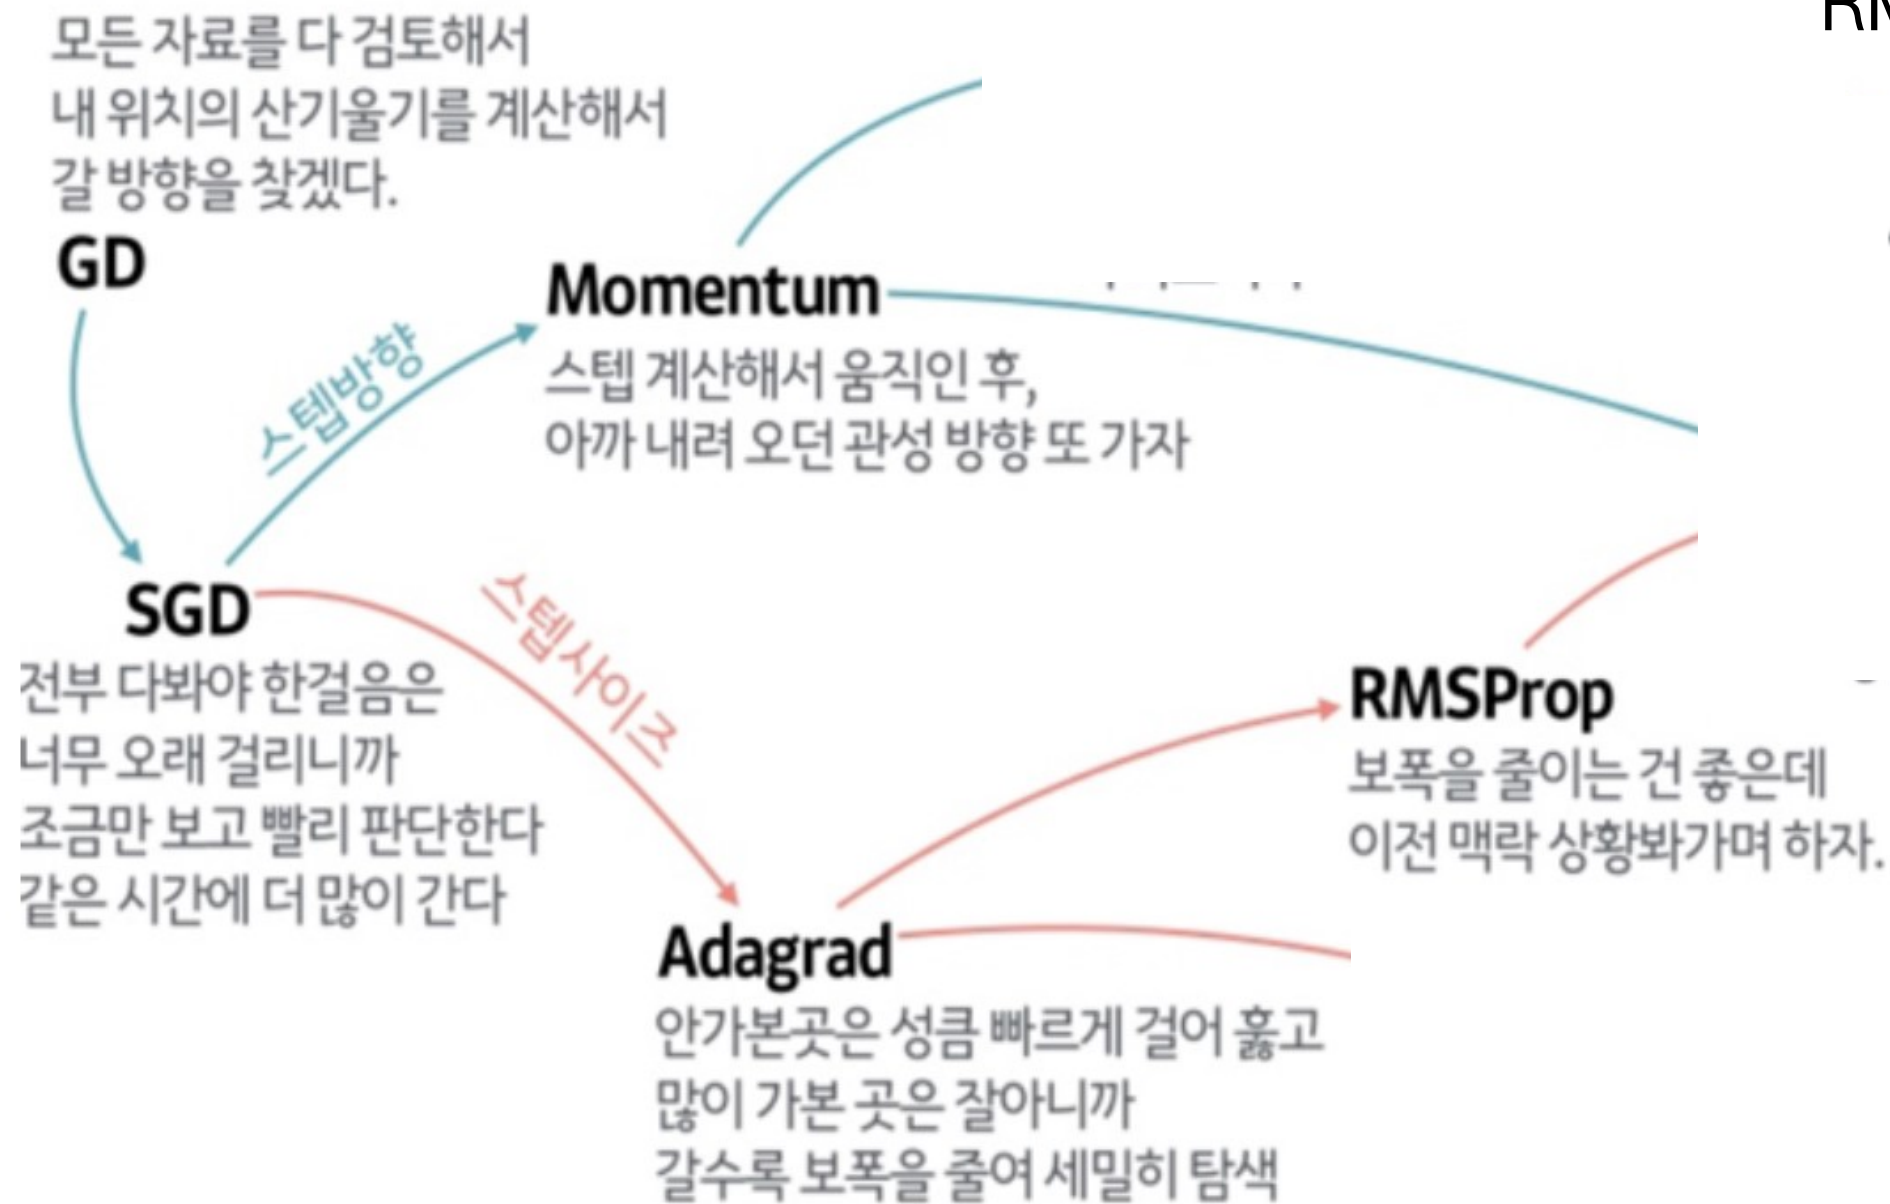 모든 자료를 다 검토해서
내 위치의 산기울기를 계산해서
갈 방향을 찾겠다.
GD
스텝방향
Momentum
스텝 계산해서 움직인 후,
아까 내려 오던 관성 방향 또 가자
SGD
전부 다봐야 한걸음은
너무 오래 걸리니까
조금만 보고 빨리 판단한다
같은 시간에 더 많이 간다
스텝사이즈
RMSProp
보폭을 줄이는 건 좋은데
이전 맥락 상황봐가며 하자.
Adagrad
안가본곳은 성큼 빠르게 걸어 훓고
많이 가본 곳은 잘아니까
갈수록 보폭을 줄여 세밀히 탐색